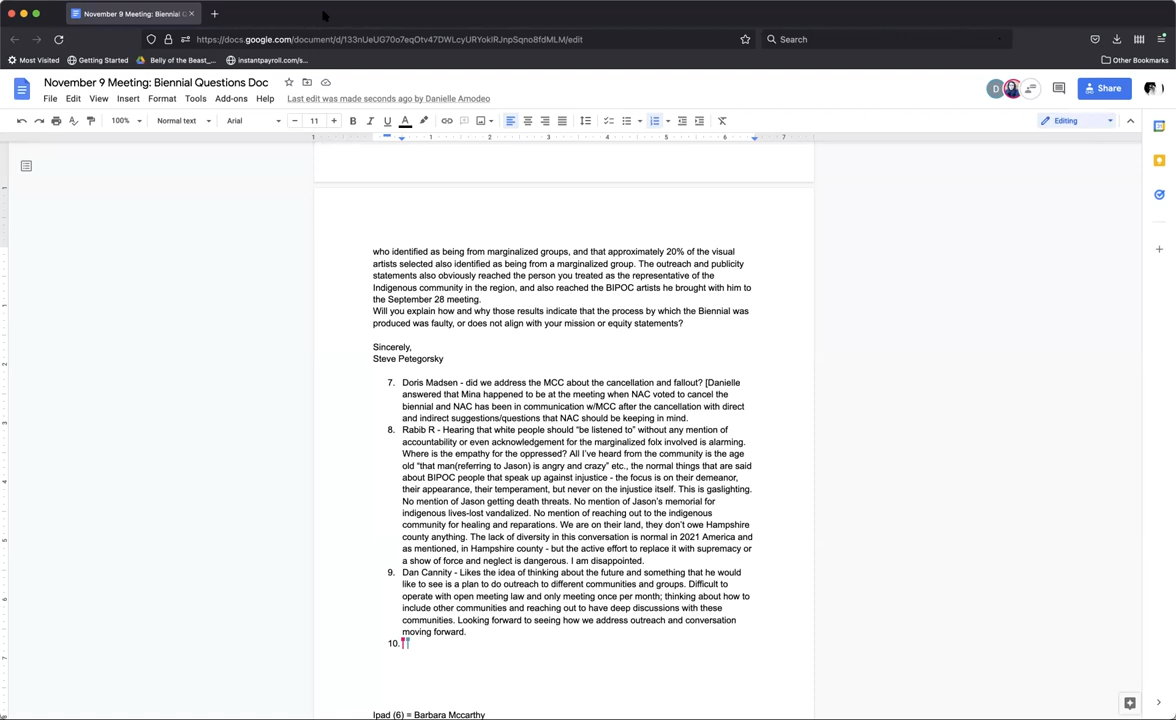 November 9 Meeting: Biennial Q
https://docs.google.com/document/d/133nUeUG70o7eqOtv47DWLcyURYokIRJnpSqno8fdMLM/edit
Search
Most Visited Getting Started Belly of the Beast_... instantpayroll.com/s... Other Bookmarks
November 9 Meeting: Biennial Questions Doc
D Share
File Edit View Insert Format Tools Add-ons Help Last edit was made seconds ago by Danielle Amodeo
100% Normal text Arial 11 B I U A Editing
1 1 2 3 4 5 6 7
who identified as being from marginalized groups, and that approximately 20% of the visual
artists selected also identified as being from a marginalized group. The outreach and publicity
statements also obviously reached the person you treated as the representative of the
Indigenous community in the region, and also reached the BIPOC artists he brought with him to
the September 28 meeting.
Will you explain how and why those results indicate that the process by which the Biennial was
produced was faulty, or does not align with your mission or equity statements?
Sincerely,
Steve Petegorsky
7. Doris Madsen - did we address the MCC about the cancellation and fallout? [Danielle
answered that Mina happened to be at the meeting when NAC voted to cancel the
biennial and NAC has been in communication w/MCC after the cancellation with direct
and indirect suggestions/questions that NAC should be keeping in mind.
8. Rabib R - Hearing that white people should “be listened to” without any mention of
accountability or even acknowledgement for the marginalized folx involved is alarming.
Where is the empathy for the oppressed? All I’ve heard from the community is the age
old “that man(referring to Jason) is angry and crazy” etc., the normal things that are said
about BIPOC people that speak up against injustice - the focus is on their demeanor,
their appearance, their temperament, but never on the injustice itself. This is gaslighting.
No mention of Jason getting death threats. No mention of Jason’s memorial for
indigenous lives-lost vandalized. No mention of reaching out to the indigenous
community for healing and reparations. We are on their land, they don’t owe Hampshire
county anything. The lack of diversity in this conversation is normal in 2021 America and
as mentioned, in Hampshire county - but the active effort to replace it with supremacy or
a show of force and neglect is dangerous. I am disappointed.
9. Dan Cannity - Likes the idea of thinking about the future and something that he would
like to see is a plan to do outreach to different communities and groups. Difficult to
operate with open meeting law and only meeting once per month; thinking about how to
include other communities and reaching out to have deep discussions with these
communities. Looking forward to seeing how we address outreach and conversation
moving forward.
10.
Ipad (6) = Barbara Mccarthy